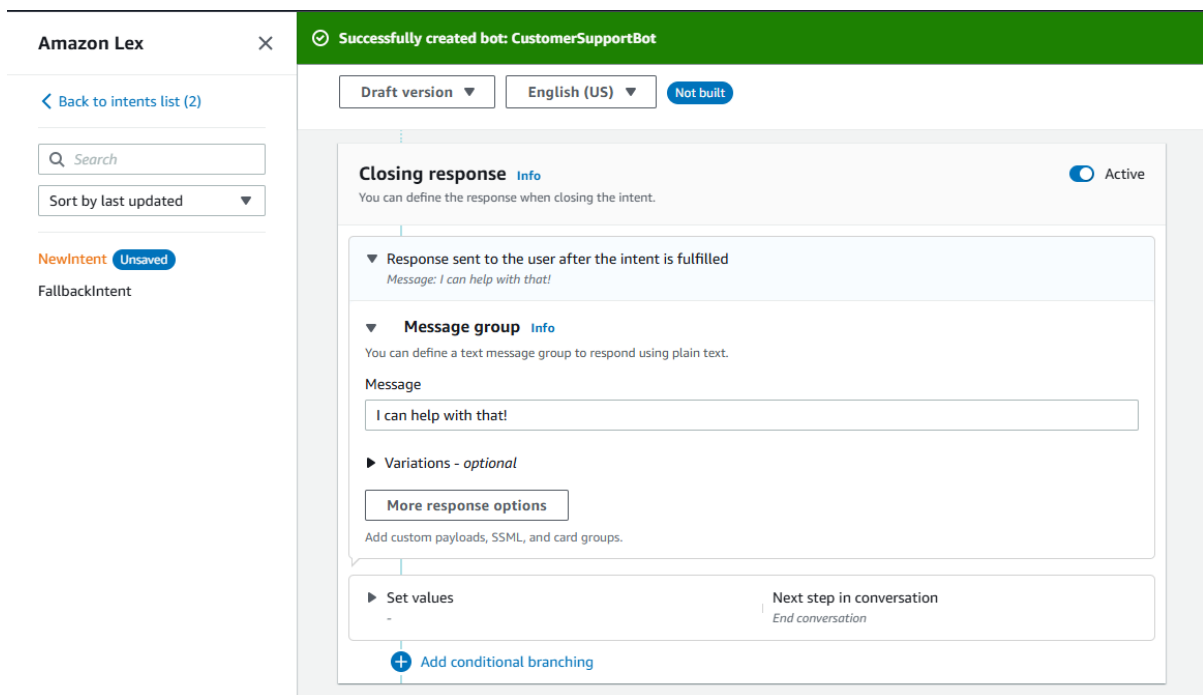 Amazon Lex
Successfully created bot: CustomerSupportBot
Back to intents list (2)
Draft version
English (US)
Not built
Search
Sort by last updated
NewIntent Unsaved
FallbackIntent
Closing response Info
Active
You can define the response when closing the intent.
Response sent to the user after the intent is fulfilled
Message: I can help with that!
Message group Info
You can define a text message group to respond using plain text.
Message
I can help with that!
Variations - optional
More response options
Add custom payloads, SSML, and card groups.
Set values
-
Next step in conversation
End conversation
Add conditional branching